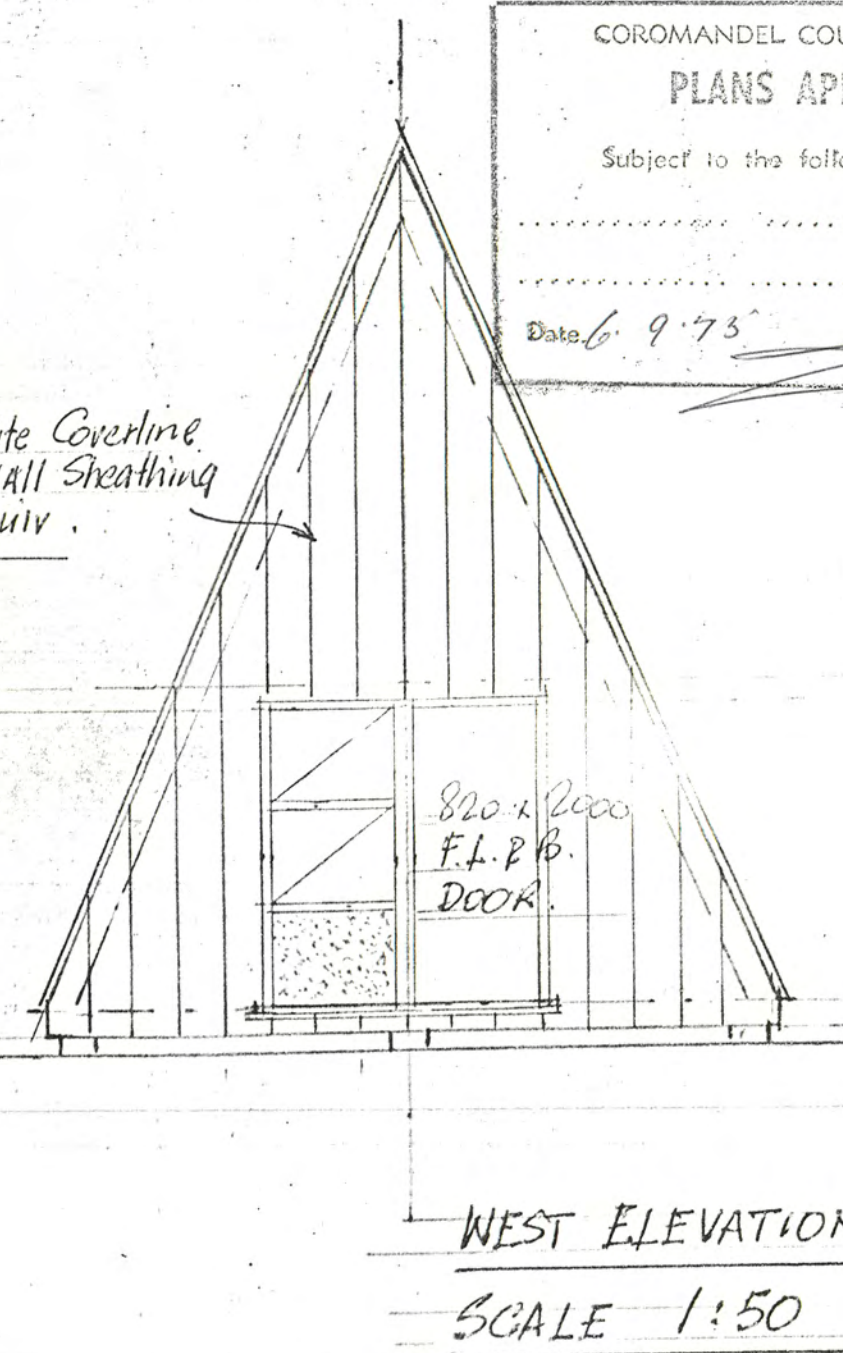 COROMANDEL COU
PLANS AP
Subject to the follo
Date 6. 9.73
te Coverline
Wall Sheathing
uiv.
820 x 2000
F.L. & B.
DOOR.
WEST ELEVATION
SCALE 1:50